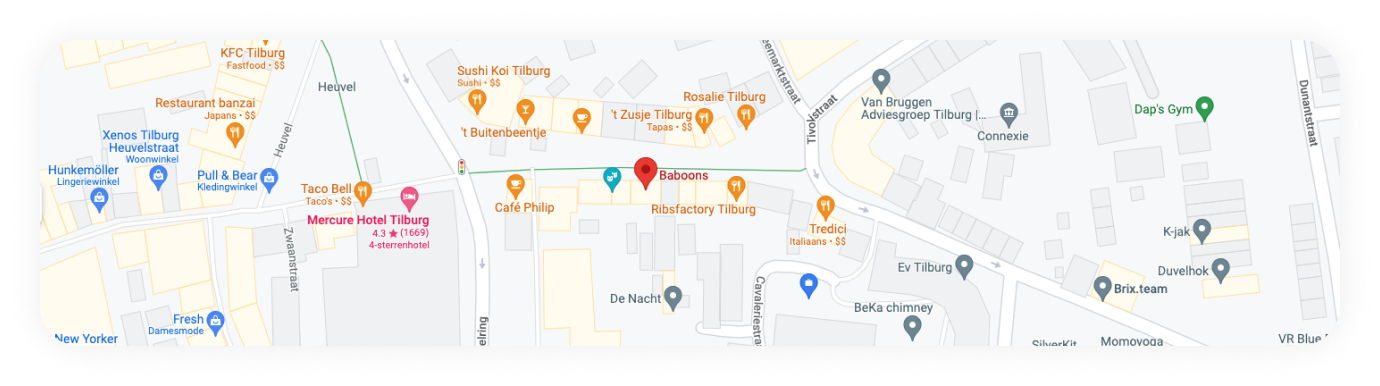 KFC Tilburg
Fastfood • $$
Heuvel
Restaurant banzai
Japans • $$
Xenos Tilburg
Heuvelstraat
Woonwinkel
Hunkemöller
Lingeriewinkel
Pull & Bear
Kledingwinkel
Heuvel
Taco Bell
Taco's • $$
Mercure Hotel Tilburg
4.3 ★ (1669)
4-sterrenhotel
Zwaanstraat
Fresh
Damesmode
New Yorker
elring
Sushi Koi Tilburg
Sushi • $$
't Buitenbeentje
't Zusje Tilburg
Tapas • $$
Rosalie Tilburg
Café Philip
Baboons
Ribsfactory Tilburg
De Nacht
Cavaleriestra
eemarktstraat
Tivolistraat
Tredici
Italiaans • $$
Van Bruggen
Adviesgroep Tilburg |...
Connexie
Dap's Gym
Dunantstraat
K-jak
Duvelhok
Ev Tilburg
Brix.team
BeKa chimney
SilverKit
Momoyoga
VR Blue